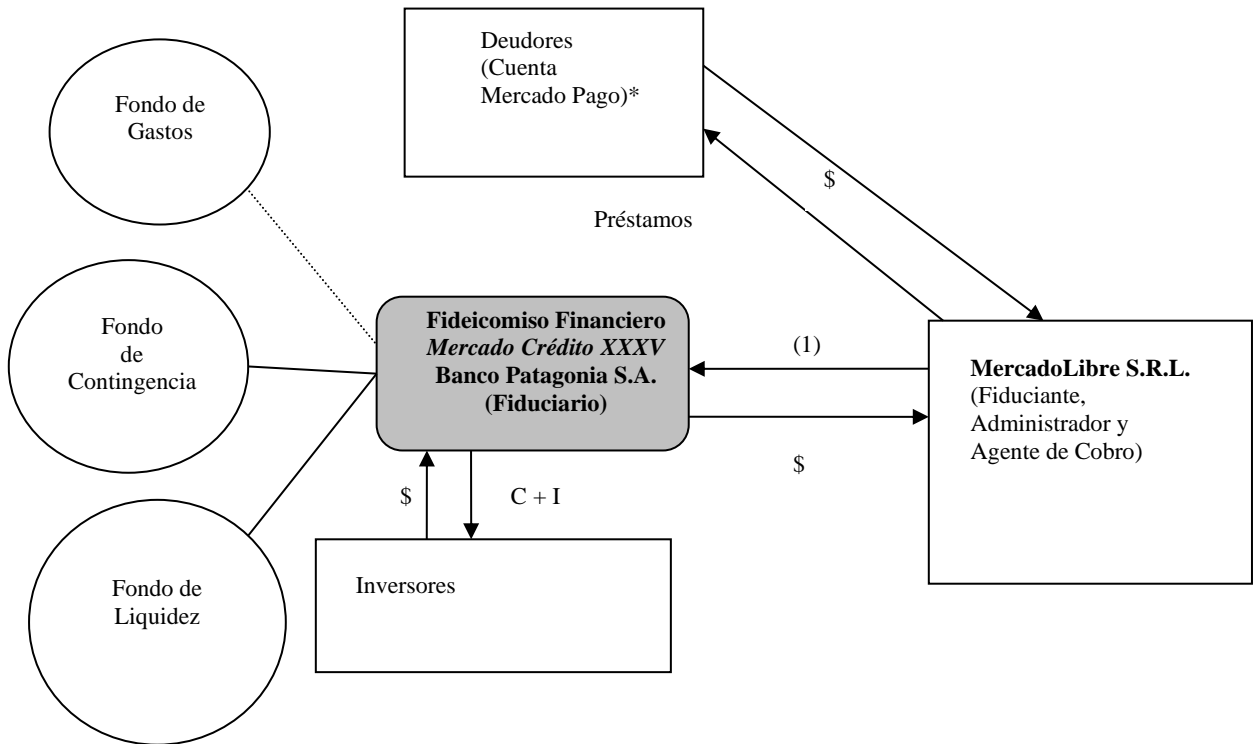 Deudores
(Cuenta
Mercado Pago)*
Fondo de
Gastos
$
Préstamos
Fondo
de
Contingencia
Fideicomiso Financiero
Mercado Crédito XXXV
Banco Patagonia S.A.
(Fiduciario)
(1)
MercadoLibre S.R.L.
(Fiduciante,
Administrador y
Agente de Cobro)
$
$
C + I
Inversores
Fondo de
Liquidez